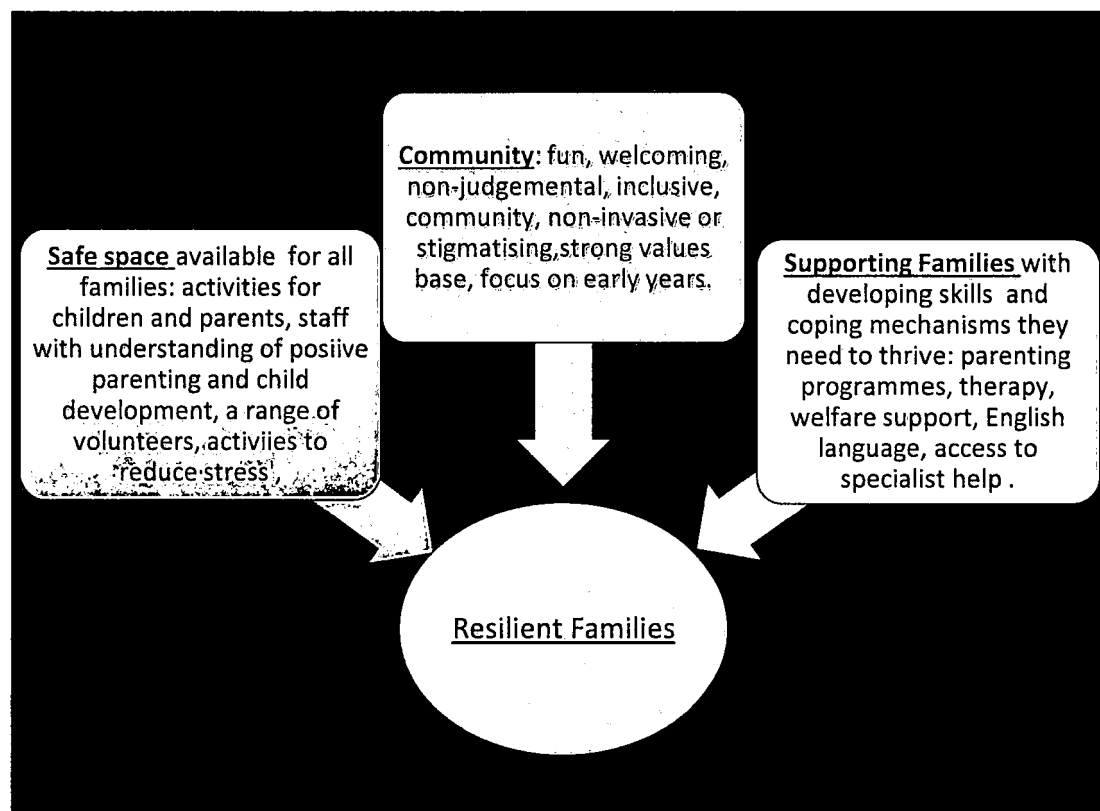 Safe space available for all
families: activities for
children and parents, staff
with understanding of posiive
parenting and child
development, a range of
volunteers, activiies to
reduce stress
Community: fun, welcoming,
non-judgemental, inclusive,
community, non-invasive or
stigmatising,strong values
base, focus on early years.
Supporting Families with
developing skills and
coping mechanisms they
need to thrive: parenting
programmes, therapy,
welfare support, English
language, access to
specialist help .
Resilient Families